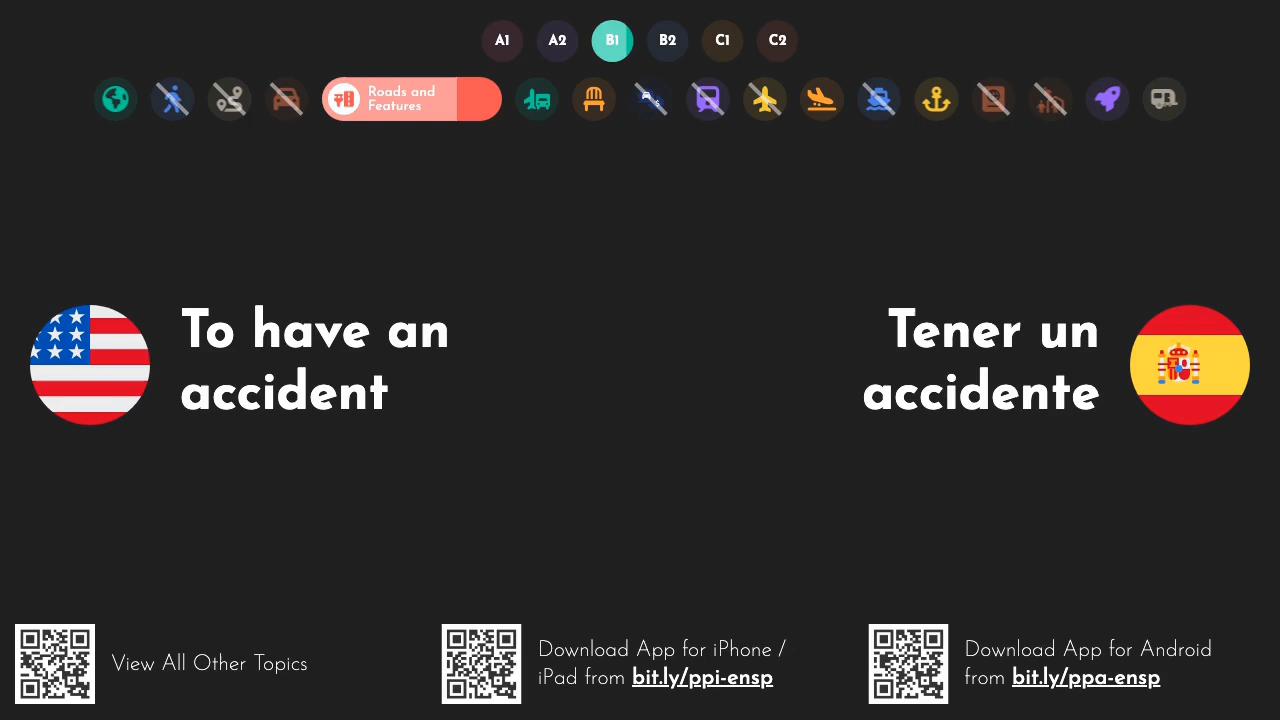 A1 A2 B1 B2 C1 C2
Roads and
Features
To have an
accident
Tener un
accidente
View All Other Topics
Download App for iPhone /
iPad from bit.ly/ppi-ensp
Download App for Android
from bit.ly/ppa-ensp